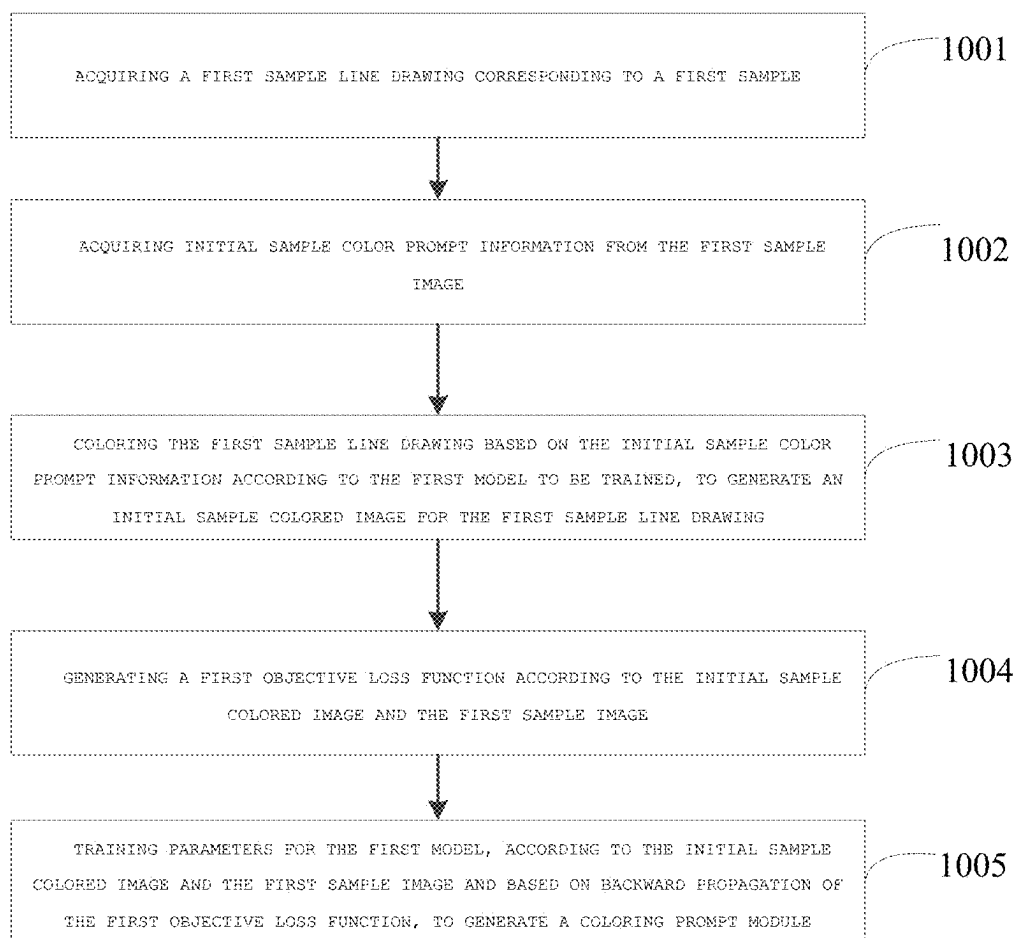 ACQUIRING A FIRST SAMPLE LINE DRAWING CORRESPONDING TO A FIRST SAMPLE
1001
ACQUIRING INITIAL SAMPLE COLOR PROMPT INFORMATION FROM THE FIRST SAMPLE
IMAGE
1002
COLORING THE FIRST SAMPLE LINE DRAWING BASED ON THE INITIAL SAMPLE COLOR
PROMPT INFORMATION ACCORDING TO THE FIRST MODEL TO BE TRAINED, TO GENERATE AN
INITIAL SAMPLE COLORED IMAGE FOR THE FIRST SAMPLE LINE DRAWING
1003
GENERATING A FIRST OBJECTIVE LOSS FUNCTION ACCORDING TO THE INITIAL SAMPLE
COLORED IMAGE AND THE FIRST SAMPLE IMAGE
1004
TRAINING PARAMETERS FOR THE FIRST MODEL, ACCORDING TO THE INITIAL SAMPLE
COLORED IMAGE AND THE FIRST SAMPLE IMAGE AND BASED ON BACKWARD PROPAGATION OF
THE FIRST OBJECTIVE LOSS FUNCTION, TO GENERATE A COLORING PROMPT MODULE
1005